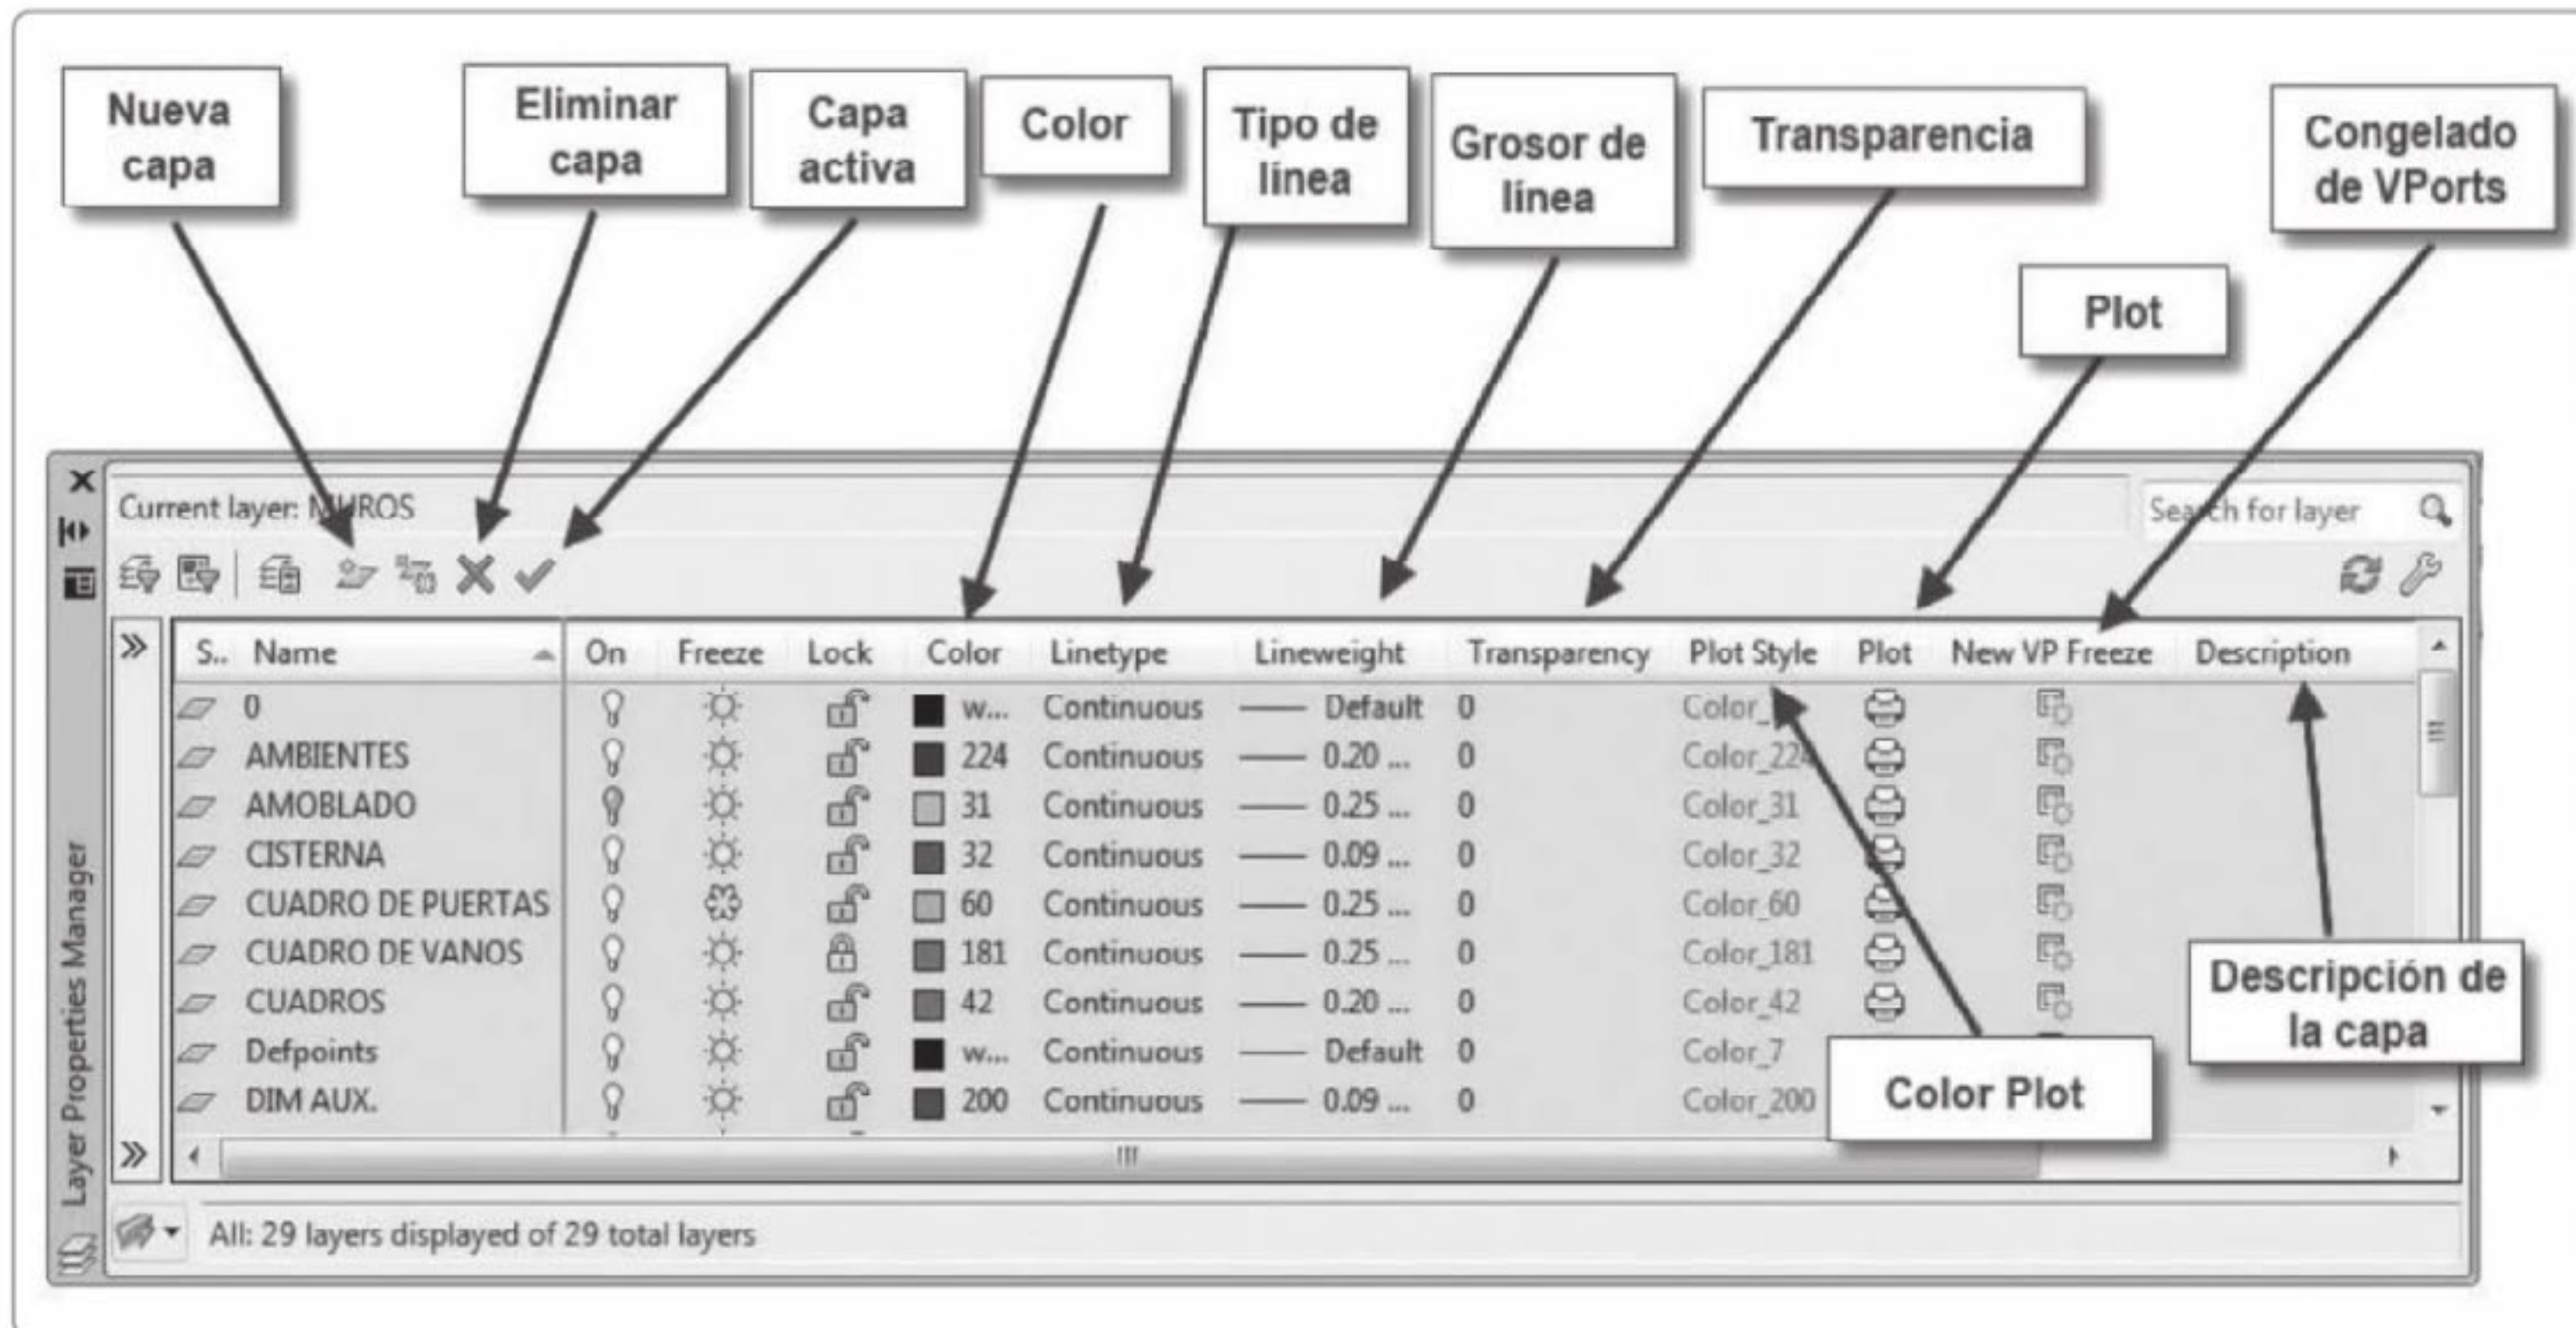 Nueva
capa
Eliminar
capa
Capa
activa
Color
Tipo de
línea
Grosor de
línea
Transparencia
Congelado
de VPorts
Plot
Current layer: MUROS
Search for layer
S.. Name On Freeze Lock Color Linetype Lineweight Transparency Plot Style Plot New VP Freeze Description
0 w... Continuous Default 0 Color_
AMBIENTES 224 Continuous 0.20 ... 0 Color_224
AMOBLADO 31 Continuous 0.25 ... 0 Color_31
CISTERNA 32 Continuous 0.09 ... 0 Color_32
CUADRO DE PUERTAS 60 Continuous 0.25 ... 0 Color_60
CUADRO DE VANOS 181 Continuous 0.25 ... 0 Color_181
CUADROS 42 Continuous 0.20 ... 0 Color_42
Defpoints w... Continuous Default 0 Color_7
DIM AUX. 200 Continuous 0.09 ... 0 Color_200
Descripción de
la capa
Color Plot
Layer Properties Manager
All: 29 layers displayed of 29 total layers